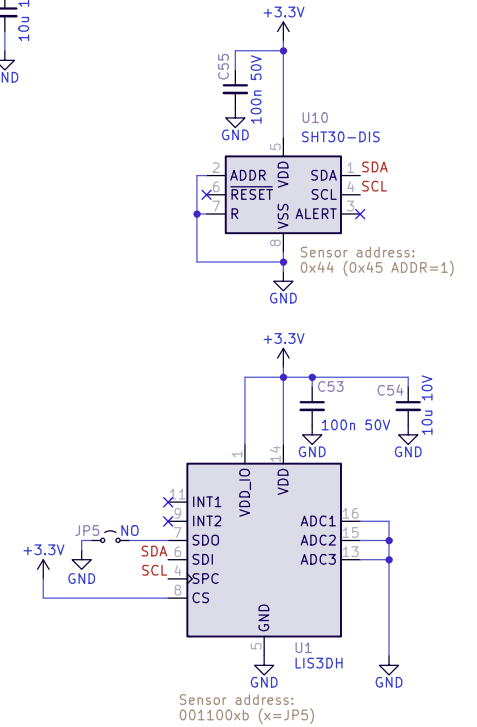 10u 1
ND
+3.3V
C55
100n 50V
GND
U10
SHT30-DIS
5
VDD
2 ADDR
6 RESET
7 R
SDA 1 SDA
SCL 4 SCL
ALERT 3
VSS
8
GND
Sensor address:
0x44 (0x45 ADDR=1)
+3.3V
C53
100n 50V
GND
C54
10u 10V
GND
1
VDD_IO
14
VDD
11 INT1
9 INT2
JP5 NO
7 SDO
GND
SDA 6 SDI
SCL 4 SPC
+3.3V
8 CS
ADC1 16
ADC2 15
ADC3 13
GND
5
GND
U1
LIS3DH
GND
Sensor address:
001100xb (x=JP5)